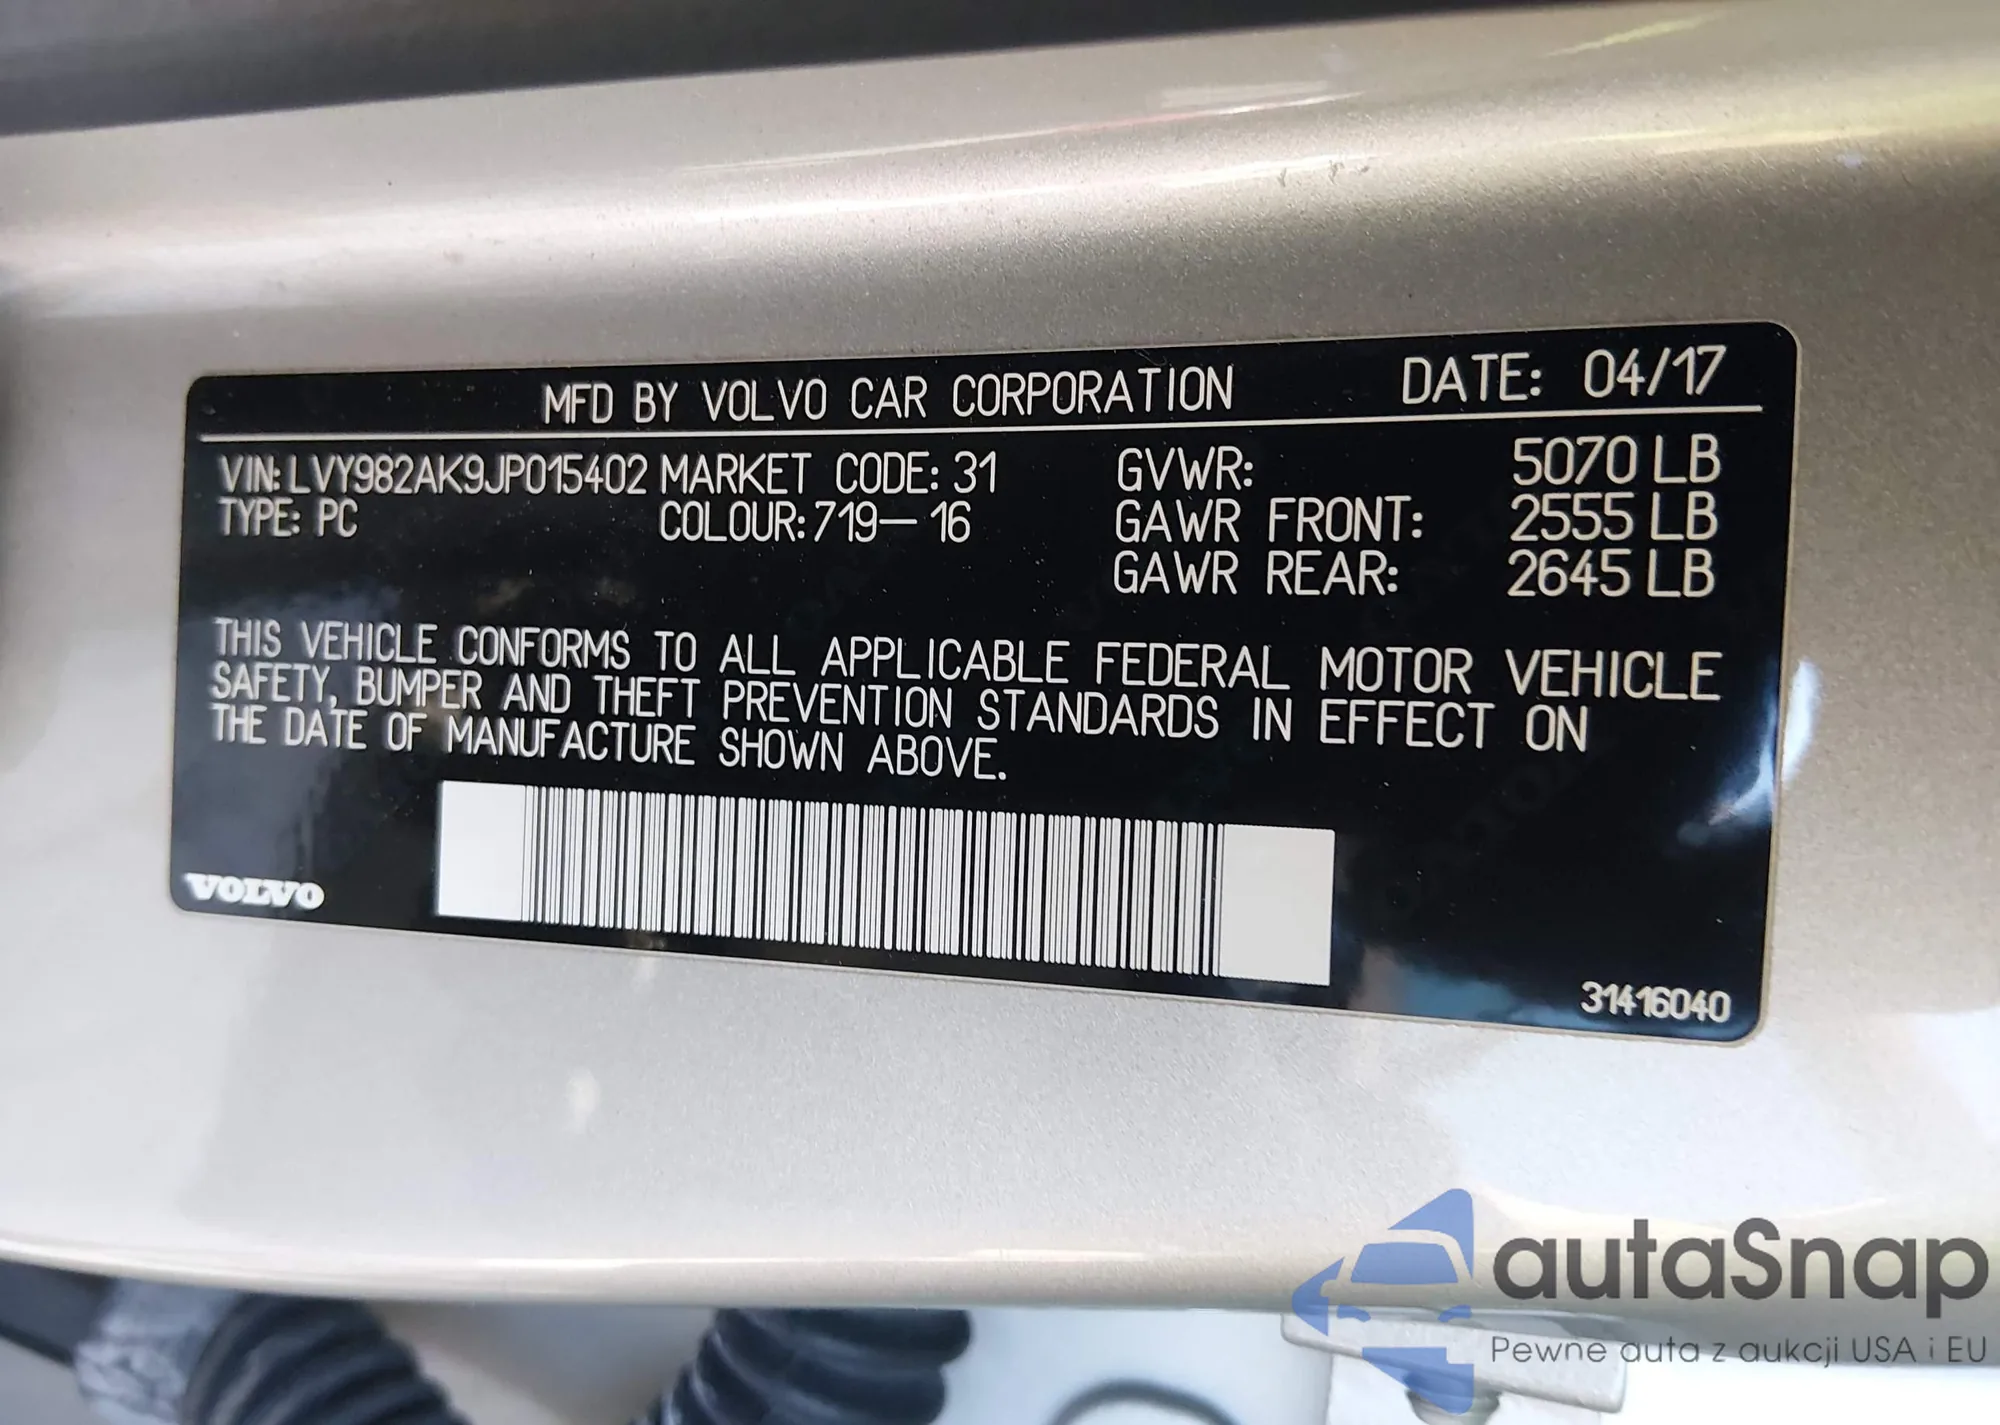 MFD BY VOLVO CAR CORPORATION DATE: 04/17
VIN: LVY982AK9JP015402 MARKET CODE: 31 GVWR: 5070 LB
TYPE: PC COLOUR: 719-16 GAWR FRONT: 2555 LB
GAWR REAR: 2645 LB
THIS VEHICLE CONFORMS TO ALL APPLICABLE FEDERAL MOTOR VEHICLE
SAFETY, BUMPER AND THEFT PREVENTION STANDARDS IN EFFECT ON
THE DATE OF MANUFACTURE SHOWN ABOVE.
VOLVO
31416040
autaSnap
Pewne auta z aukcji USA i EU